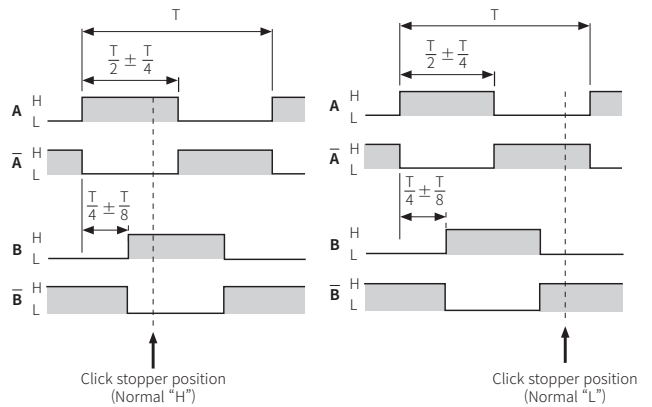 T
T/2 ± T/4
A H
L
A̅ H
L
T/4 ± T/8
B H
L
B̅ H
L
Click stopper position
(Normal “H”)
T
T/2 ± T/4
A H
L
A̅ H
L
T/4 ± T/8
B H
L
B̅ H
L
Click stopper position
(Normal “L”)